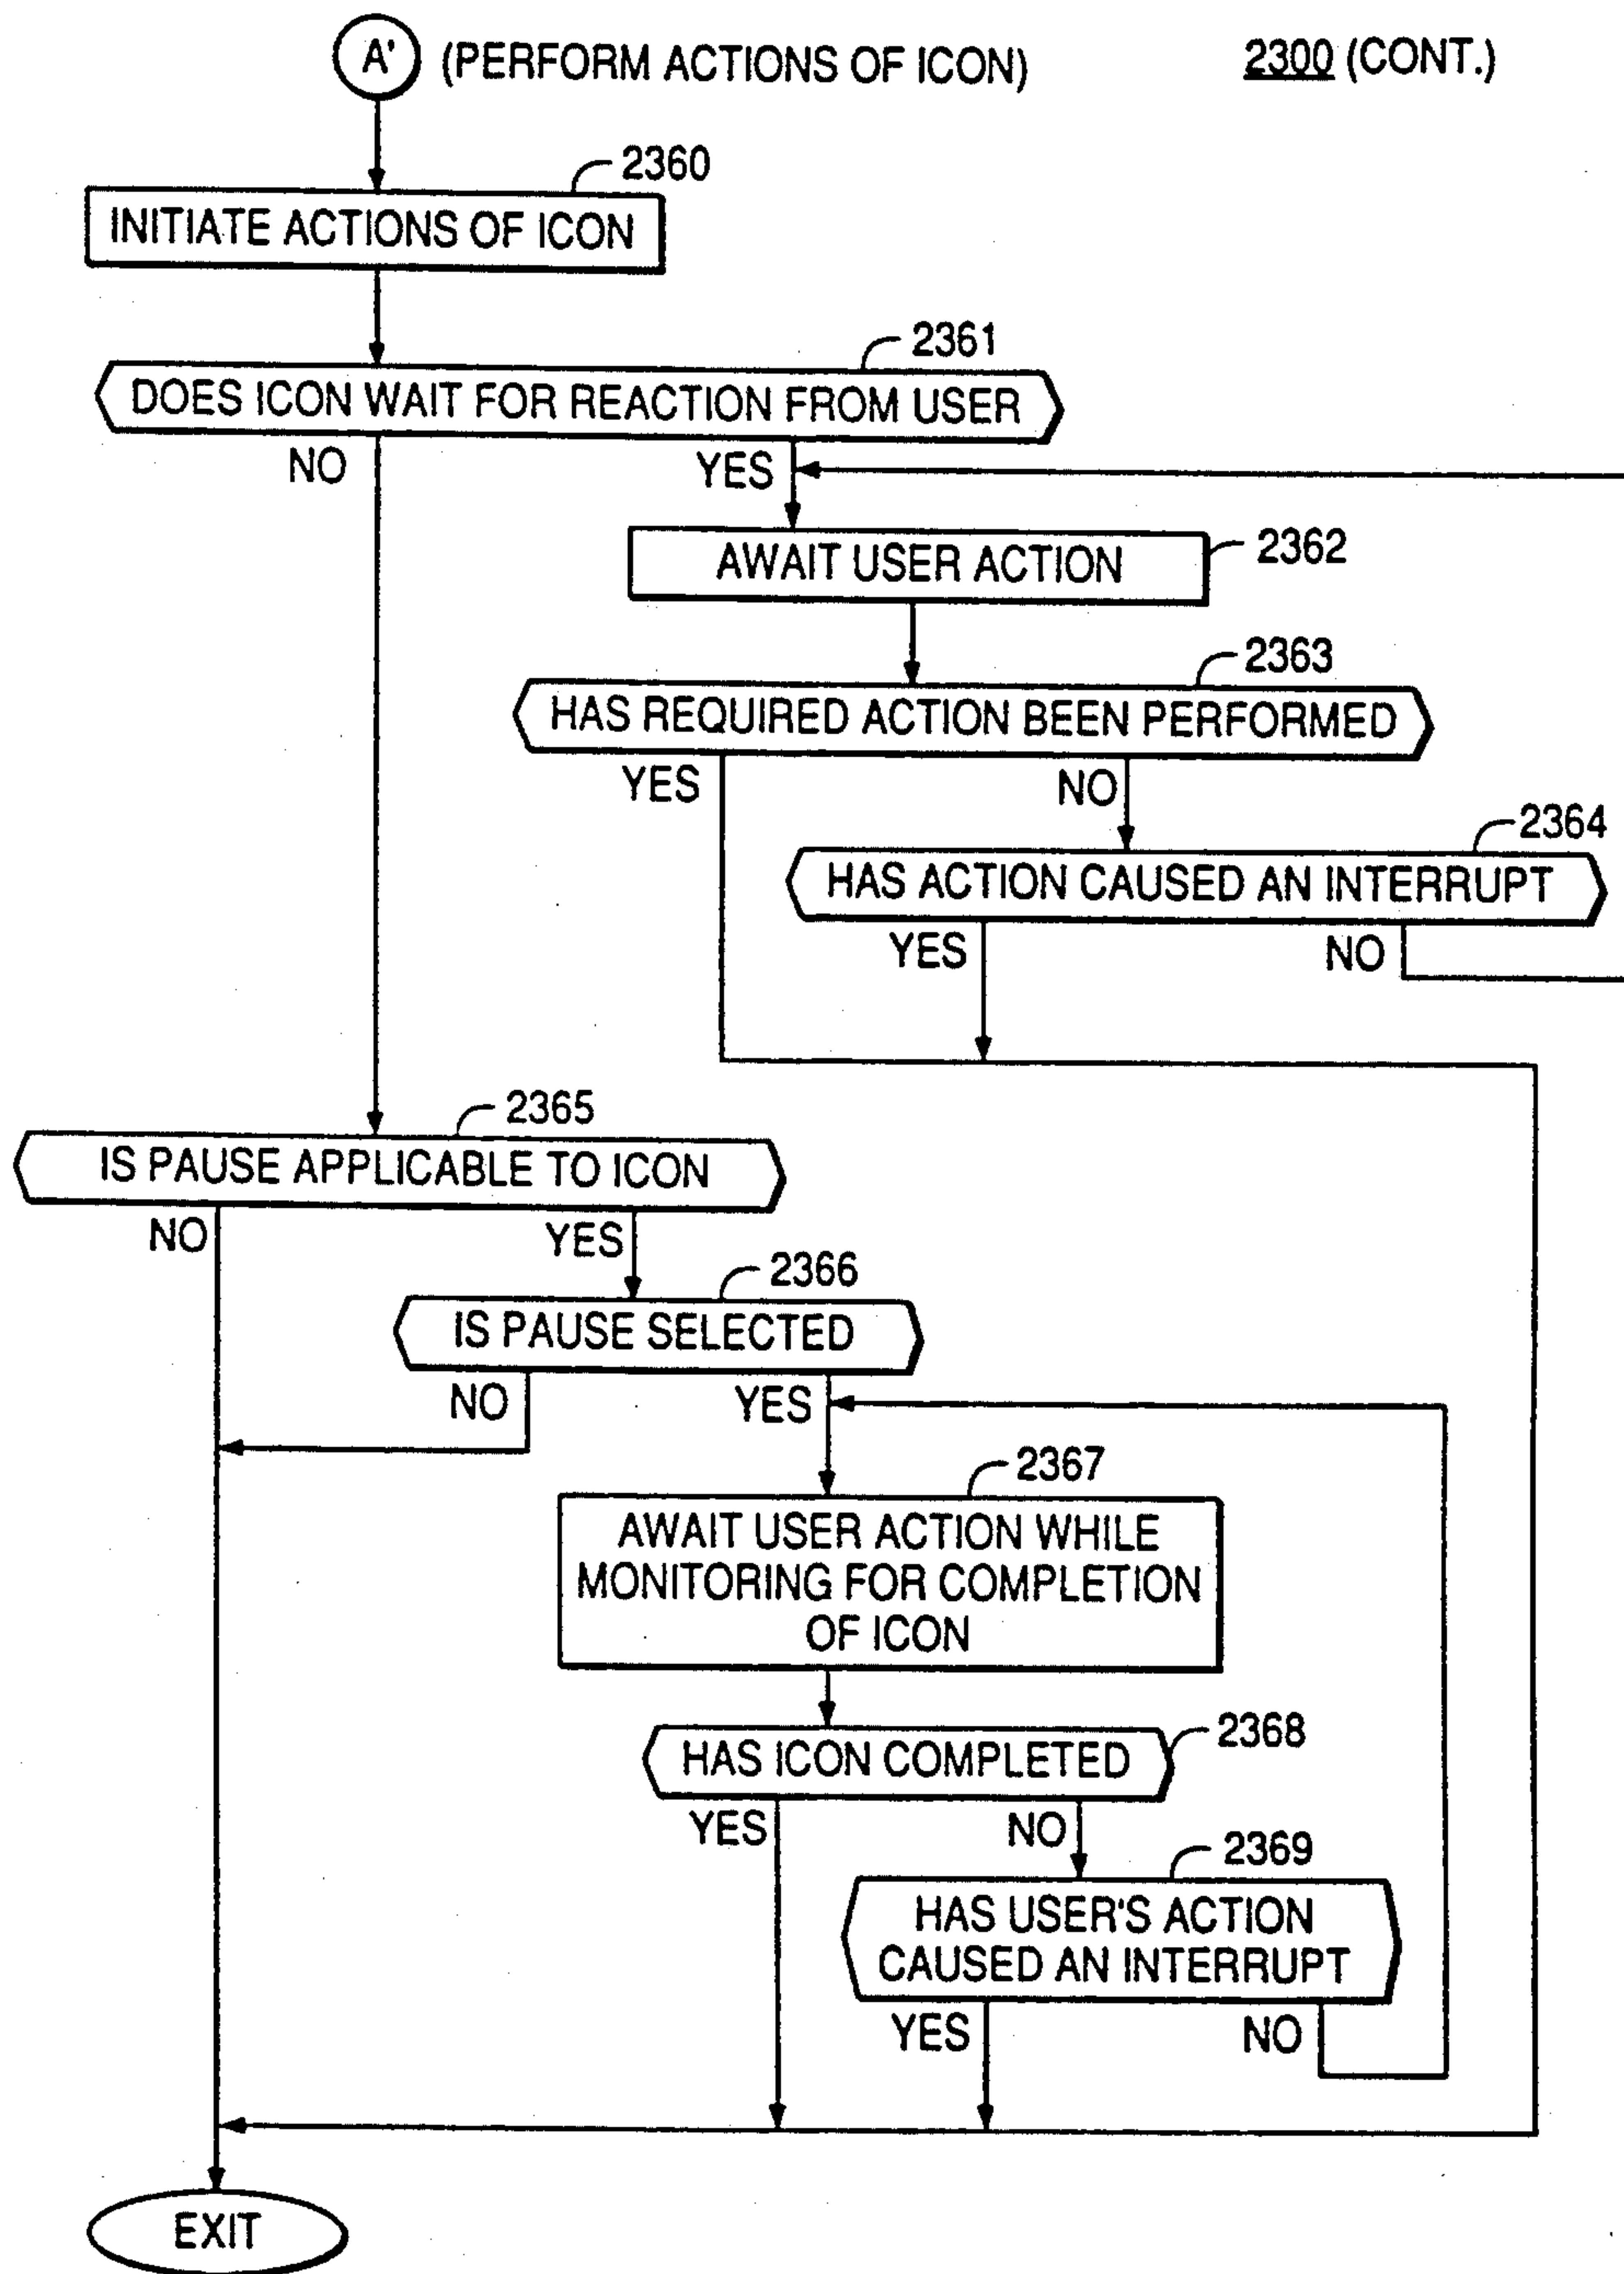 A' (PERFORM ACTIONS OF ICON)
2300 (CONT.)
2360
INITIATE ACTIONS OF ICON
2361
DOES ICON WAIT FOR REACTION FROM USER
NO
YES
AWAIT USER ACTION
2362
2363
HAS REQUIRED ACTION BEEN PERFORMED
YES
NO
2364
HAS ACTION CAUSED AN INTERRUPT
YES
NO
2365
IS PAUSE APPLICABLE TO ICON
NO
YES
2366
IS PAUSE SELECTED
NO
YES
2367
AWAIT USER ACTION WHILE
MONITORING FOR COMPLETION
OF ICON
2368
HAS ICON COMPLETED
YES
NO
2369
HAS USER'S ACTION
CAUSED AN INTERRUPT
YES
NO
EXIT